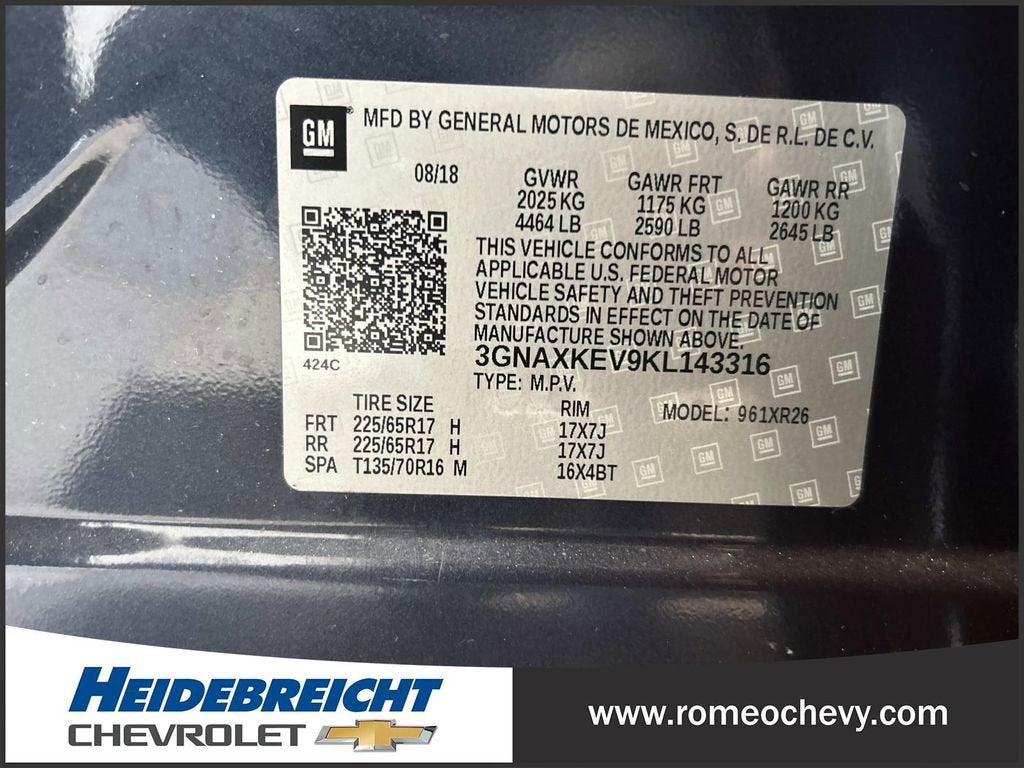 GM
MFD BY GENERAL MOTORS DE MEXICO, S. DE R.L. DE C.V.
08/18
GVWR GAWR FRT GAWR RR
2025 KG 1175 KG 1200 KG
4464 LB 2590 LB 2645 LB
THIS VEHICLE CONFORMS TO ALL
APPLICABLE U.S. FEDERAL MOTOR
VEHICLE SAFETY AND THEFT PREVENTION
STANDARDS IN EFFECT ON THE DATE OF
MANUFACTURE SHOWN ABOVE.
424C
3GNAXKEV9KL143316
TYPE: M.P.V.
TIRE SIZE RIM MODEL: 961XR26
FRT 225/65R17 H 17X7J
RR 225/65R17 H 17X7J
SPA T135/70R16 M 16X4BT
HEIDEBREICHT
CHEVROLET
www.romeochevy.com